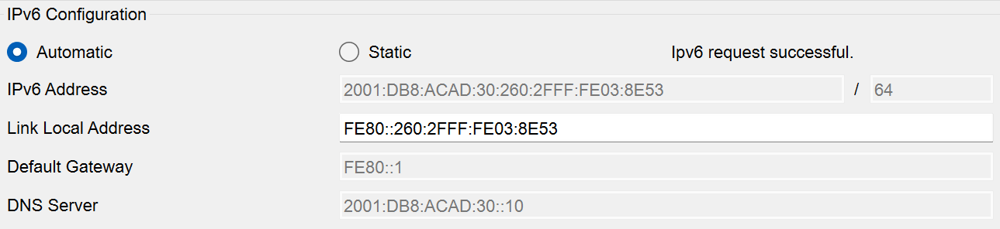 IPv6 Configuration
Automatic Static Ipv6 request successful.
IPv6 Address 2001:DB8:ACAD:30:260:2FFF:FE03:8E53 / 64
Link Local Address FE80::260:2FFF:FE03:8E53
Default Gateway FE80::1
DNS Server 2001:DB8:ACAD:30::10